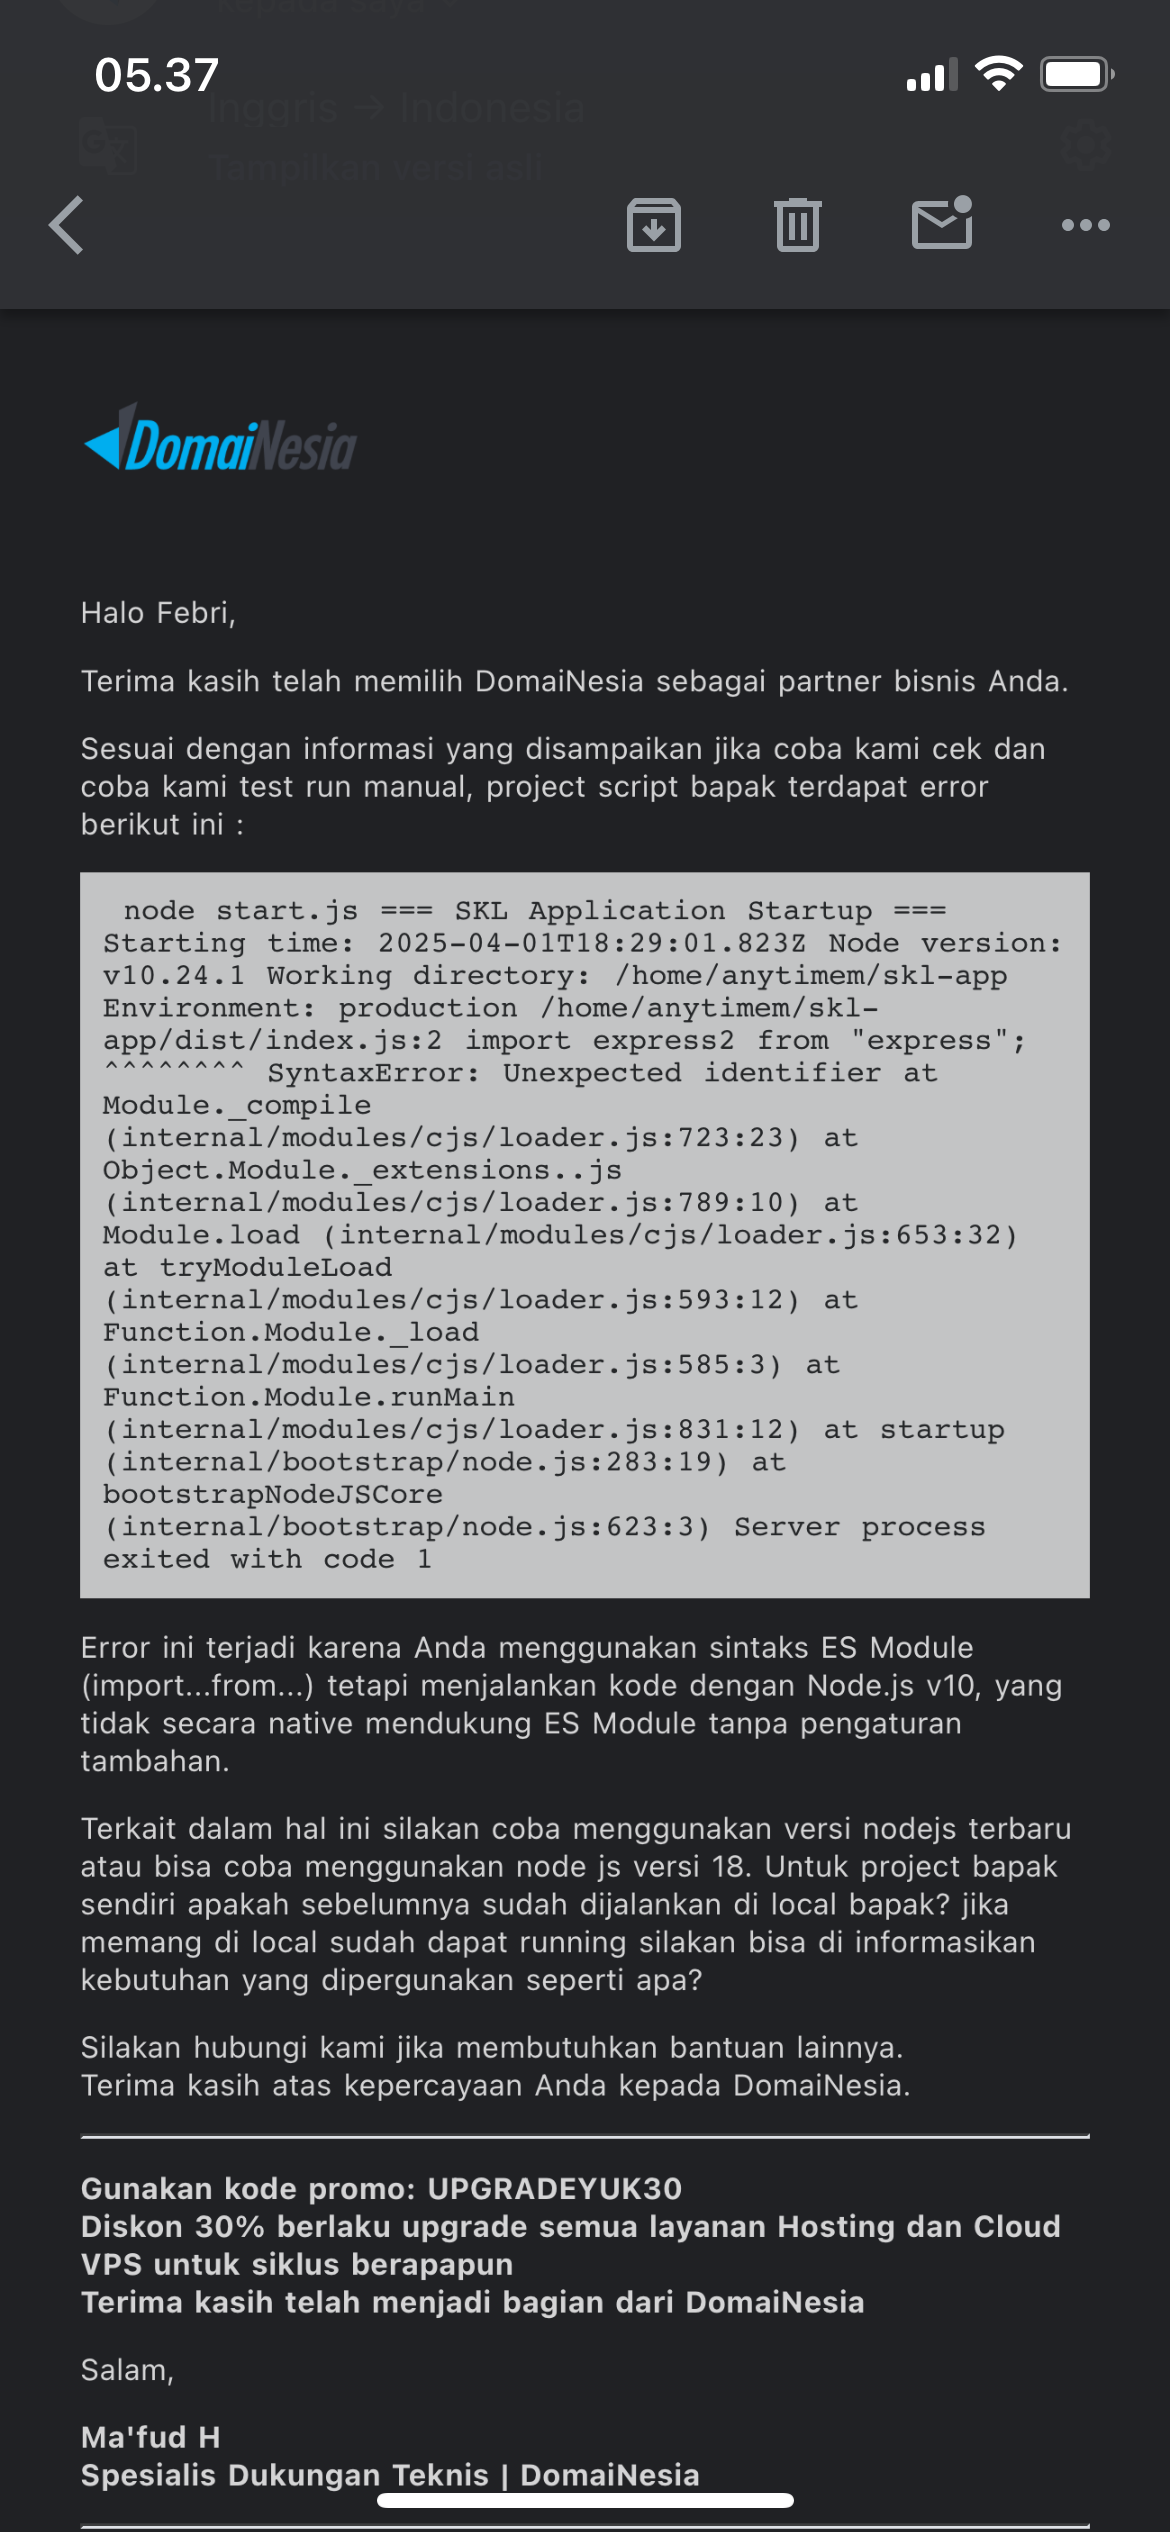 kepada saya
05.37
Inggris → Indonesia
Tampilkan versi asli
DomaiNesia
Halo Febri,
Terima kasih telah memilih DomaiNesia sebagai partner bisnis Anda.
Sesuai dengan informasi yang disampaikan jika coba kami cek dan
coba kami test run manual, project script bapak terdapat error
berikut ini :
node start.js === SKL Application Startup ===
Starting time: 2025-04-01T18:29:01.823Z Node version:
v10.24.1 Working directory: /home/anytimem/skl-app
Environment: production /home/anytimem/skl-
app/dist/index.js:2 import express2 from "express";
^^^^^^^^ SyntaxError: Unexpected identifier at
Module._compile
(internal/modules/cjs/loader.js:723:23) at
Object.Module._extensions..js
(internal/modules/cjs/loader.js:789:10) at
Module.load (internal/modules/cjs/loader.js:653:32)
at tryModuleLoad
(internal/modules/cjs/loader.js:593:12) at
Function.Module._load
(internal/modules/cjs/loader.js:585:3) at
Function.Module.runMain
(internal/modules/cjs/loader.js:831:12) at startup
(internal/bootstrap/node.js:283:19) at
bootstrapNodeJSCore
(internal/bootstrap/node.js:623:3) Server process
exited with code 1
Error ini terjadi karena Anda menggunakan sintaks ES Module
(import...from...) tetapi menjalankan kode dengan Node.js v10, yang
tidak secara native mendukung ES Module tanpa pengaturan
tambahan.
Terkait dalam hal ini silakan coba menggunakan versi nodejs terbaru
atau bisa coba menggunakan node js versi 18. Untuk project bapak
sendiri apakah sebelumnya sudah dijalankan di local bapak? jika
memang di local sudah dapat running silakan bisa di informasikan
kebutuhan yang dipergunakan seperti apa?
Silakan hubungi kami jika membutuhkan bantuan lainnya.
Terima kasih atas kepercayaan Anda kepada DomaiNesia.
Gunakan kode promo: UPGRADEYUK30
Diskon 30% berlaku upgrade semua layanan Hosting dan Cloud
VPS untuk siklus berapapun
Terima kasih telah menjadi bagian dari DomaiNesia
Salam,
Ma'fud H
Spesialis Dukungan Teknis | DomaiNesia